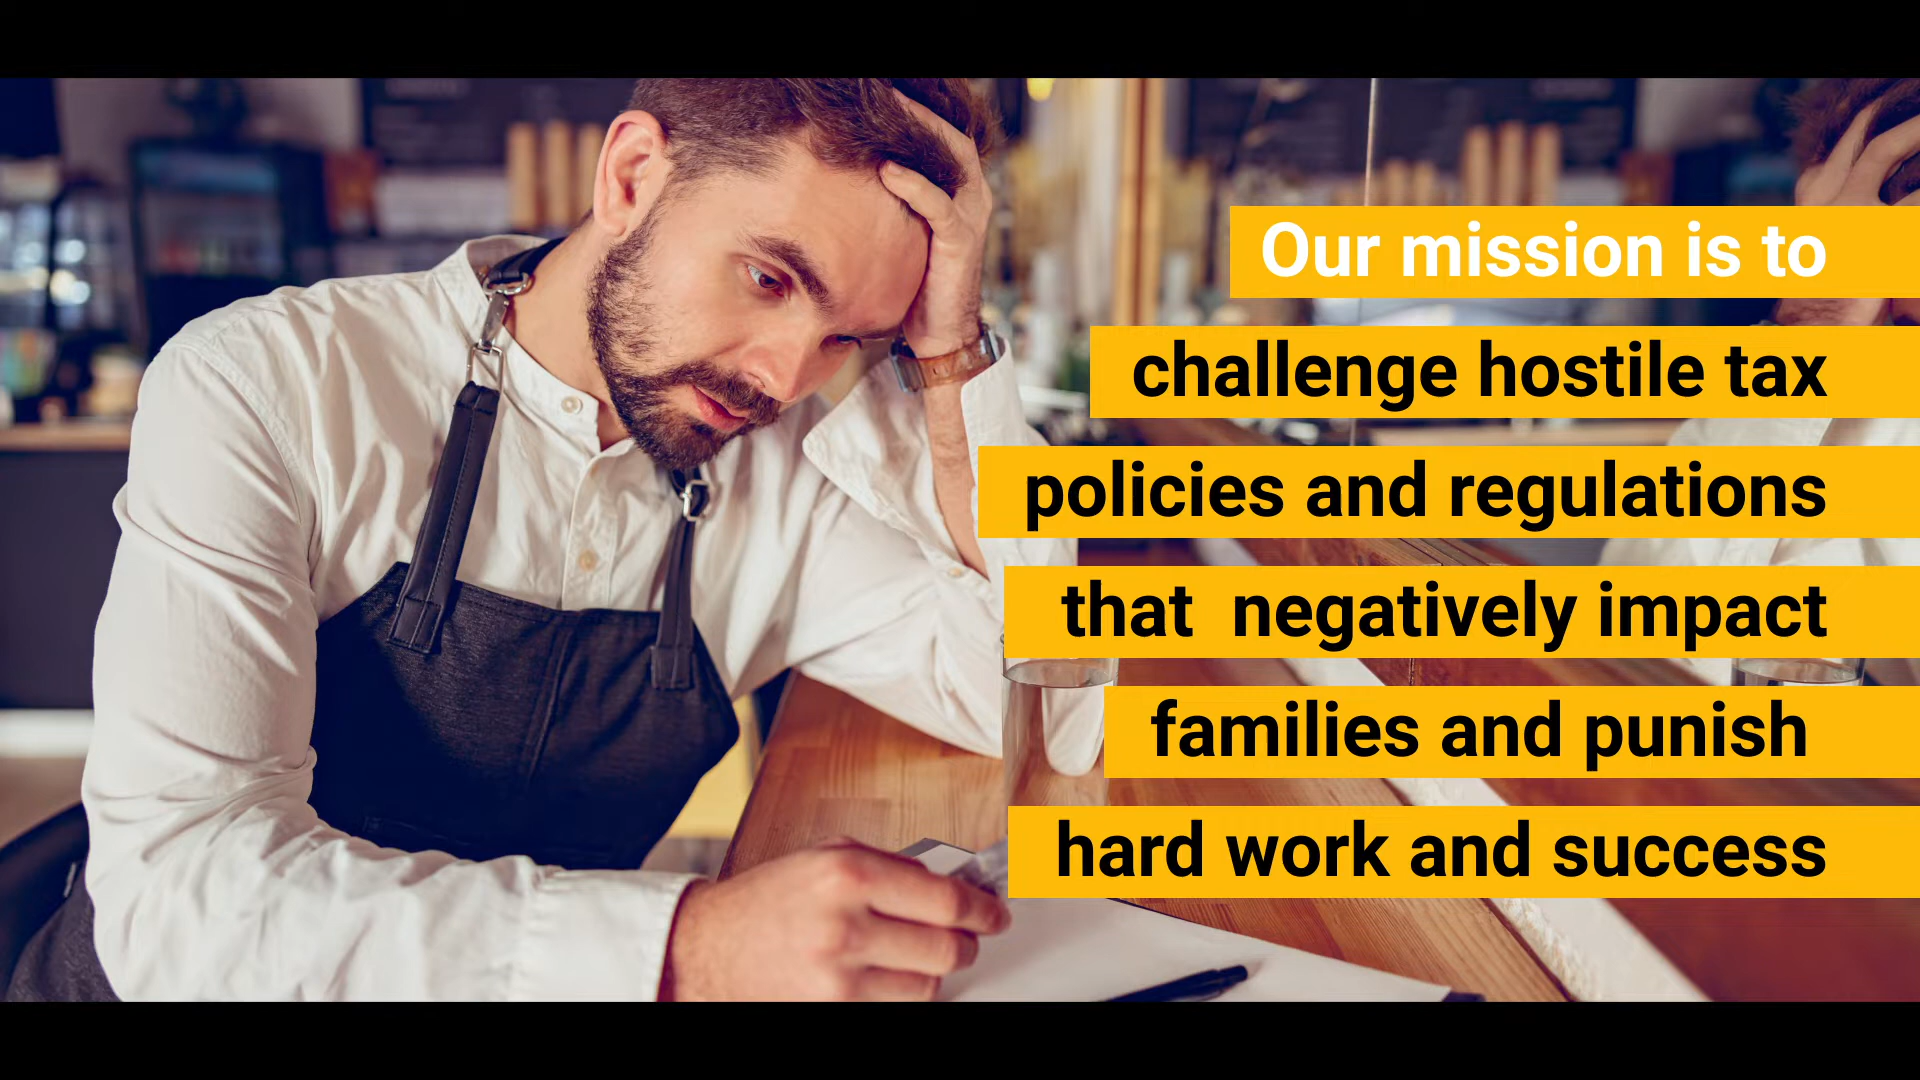 Our mission is to
challenge hostile tax
policies and regulations
that  negatively impact
families and punish
hard work and success